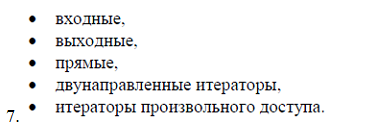 • входные,
• выходные,
• прямые,
• двунаправленные итераторы,
7. • итераторы произвольного доступа.